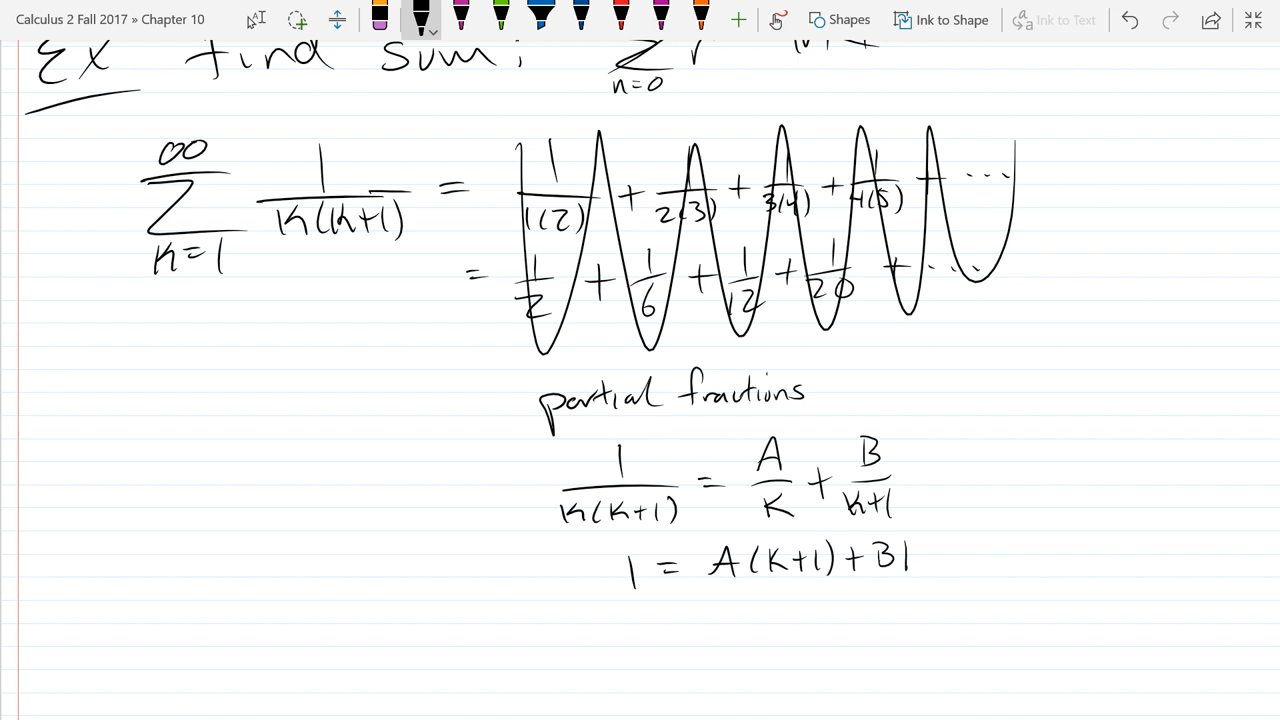 Calculus 2 Fall 2017 » Chapter 10 Shapes Ink to Shape Ink to Text
Ex find sum: ∑ n=0
∞ ∑ K=1 1/(K(K+1)) = 1/(1(2)) + 1/(2(3)) + 1/(3(4)) + 1/(4(5)) + ...
= 1/2 + 1/6 + 1/12 + 1/20 + ...
partial fractions
1/(K(K+1)) = A/K + B/(K+1)
1 = A(K+1) + B